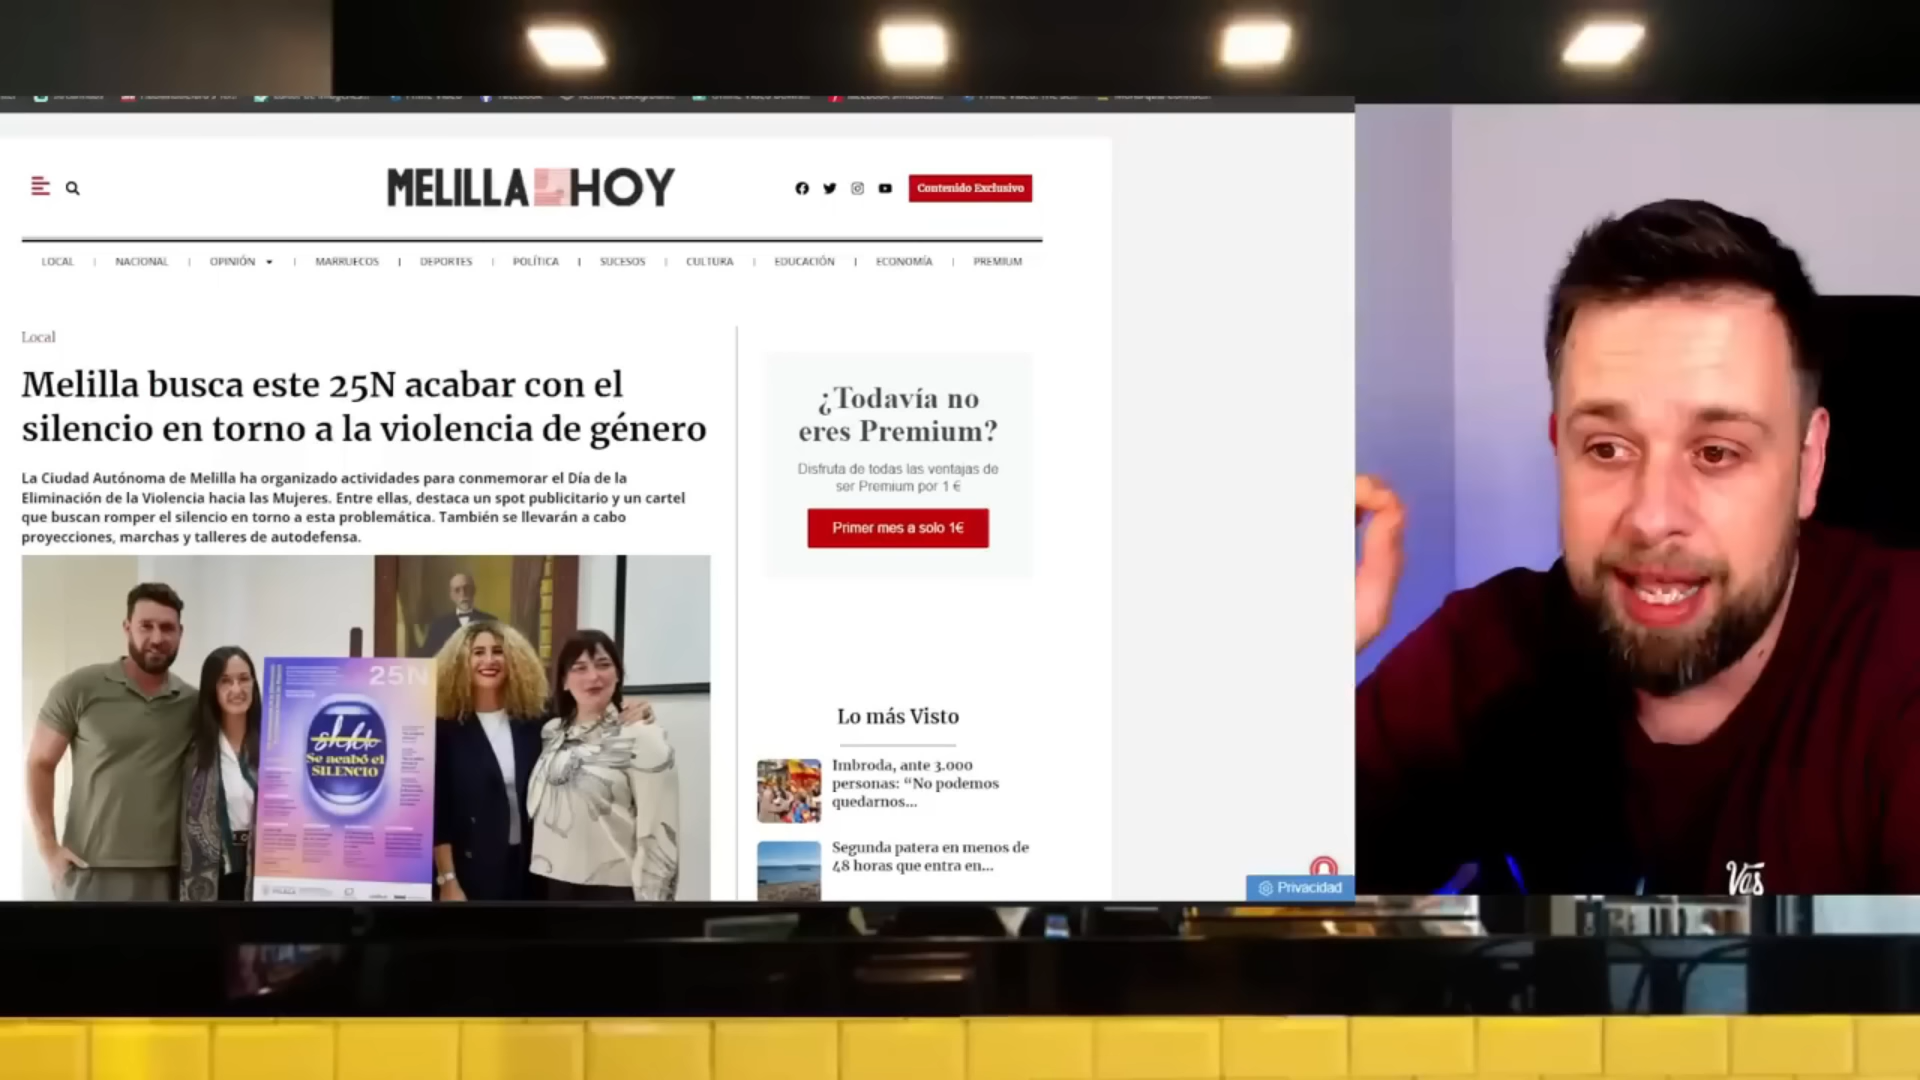 MELILLA HOY
Contenido Exclusivo
LOCAL
NACIONAL
OPINIÓN
MARRUECOS
DEPORTES
POLÍTICA
SUCESOS
CULTURA
EDUCACIÓN
ECONOMÍA
PREMIUM
Local
Melilla busca este 25N acabar con el
silencio en torno a la violencia de género
La Ciudad Autónoma de Melilla ha organizado actividades para conmemorar el Día de la
Eliminación de la Violencia hacia las Mujeres. Entre ellas, destaca un spot publicitario y un cartel
que buscan romper el silencio en torno a esta problemática. También se llevarán a cabo
proyecciones, marchas y talleres de autodefensa.
25N
Se acabó el
SILENCIO
¿Todavía no
eres Premium?
Disfruta de todas las ventajas de
ser Premium por 1 €
Primer mes a solo 1€
Lo más Visto
Imbroda, ante 3.000
personas: “No podemos
quedarnos...
Segunda patera en menos de
48 horas que entra en...
Privacidad